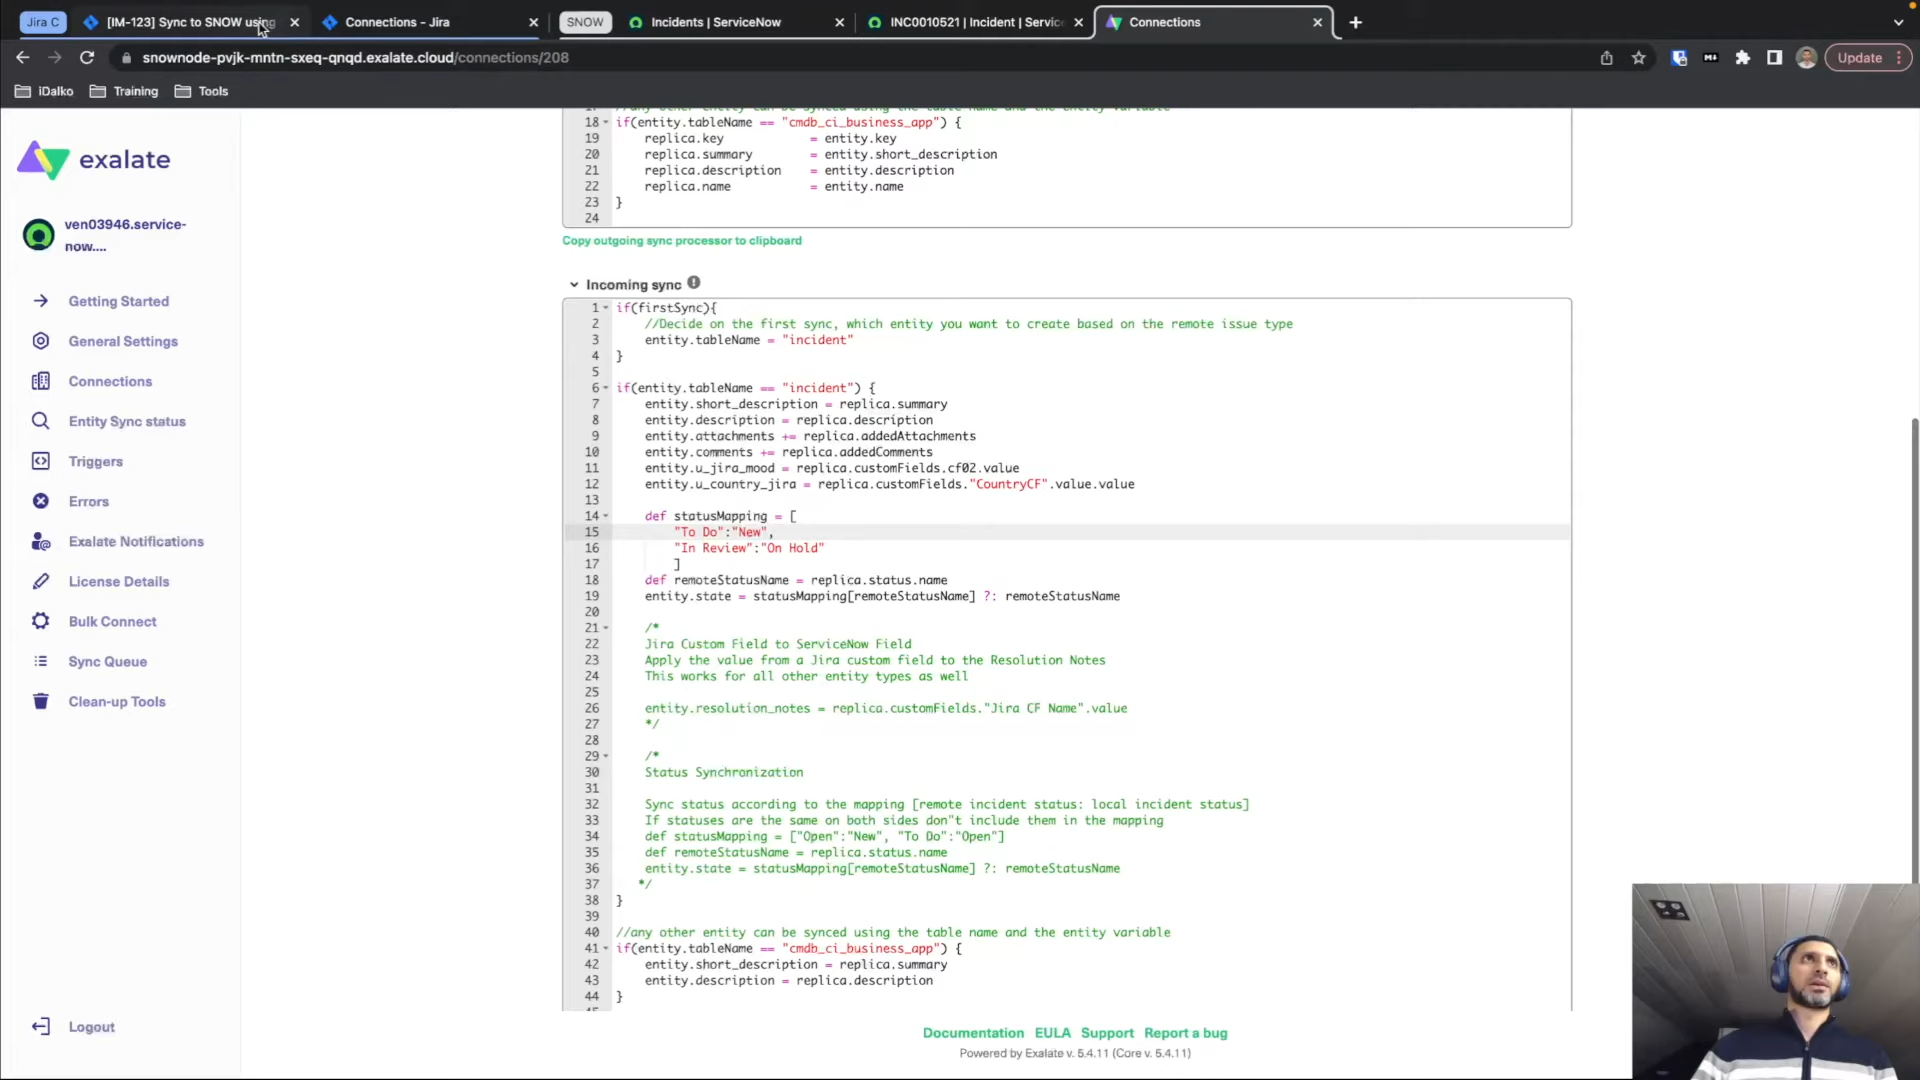 Jira C
[IM-123] Sync to SNOW using
Connections - Jira
SNOW
Incidents | ServiceNow
INC0010521 | Incident | Service
Connections
snownode-pvjk-mntn-sxeq-qnqd.exalate.cloud/connections/208
Update
iDalko
Training
Tools
exalate
ven03946.service-
now....
Getting Started
General Settings
Connections
Entity Sync status
Triggers
Errors
Exalate Notifications
License Details
Bulk Connect
Sync Queue
Clean-up Tools
Logout
//any other entity can be synced using the table name and the entity variable
18 if(entity.tableName == "cmdb_ci_business_app") {
19 replica.key = entity.key
20 replica.summary = entity.short_description
21 replica.description = entity.description
22 replica.name = entity.name
23 }
24
Copy outgoing sync processor to clipboard
Incoming sync
1 if(firstSync){
2 //Decide on the first sync, which entity you want to create based on the remote issue type
3 entity.tableName = "incident"
4 }
5
6 if(entity.tableName == "incident") {
7 entity.short_description = replica.summary
8 entity.description = replica.description
9 entity.attachments += replica.addedAttachments
10 entity.comments += replica.addedComments
11 entity.u_jira_mood = replica.customFields.cf02.value
12 entity.u_country_jira = replica.customFields."CountryCF".value.value
13
14 def statusMapping = [
15 "To Do":"New",
16 "In Review":"On Hold"
17 ]
18 def remoteStatusName = replica.status.name
19 entity.state = statusMapping[remoteStatusName] ?: remoteStatusName
20
21 /*
22 Jira Custom Field to ServiceNow Field
23 Apply the value from a Jira custom field to the Resolution Notes
24 This works for all other entity types as well
25
26 entity.resolution_notes = replica.customFields."Jira CF Name".value
27 */
28
29 /*
30 Status Synchronization
31
32 Sync status according to the mapping [remote incident status: local incident status]
33 If statuses are the same on both sides don"t include them in the mapping
34 def statusMapping = ["Open":"New", "To Do":"Open"]
35 def remoteStatusName = replica.status.name
36 entity.state = statusMapping[remoteStatusName] ?: remoteStatusName
37 */
38 }
39
40 //any other entity can be synced using the table name and the entity variable
41 if(entity.tableName == "cmdb_ci_business_app") {
42 entity.short_description = replica.summary
43 entity.description = replica.description
44 }
Documentation EULA Support Report a bug
Powered by Exalate v. 5.4.11 (Core v. 5.4.11)